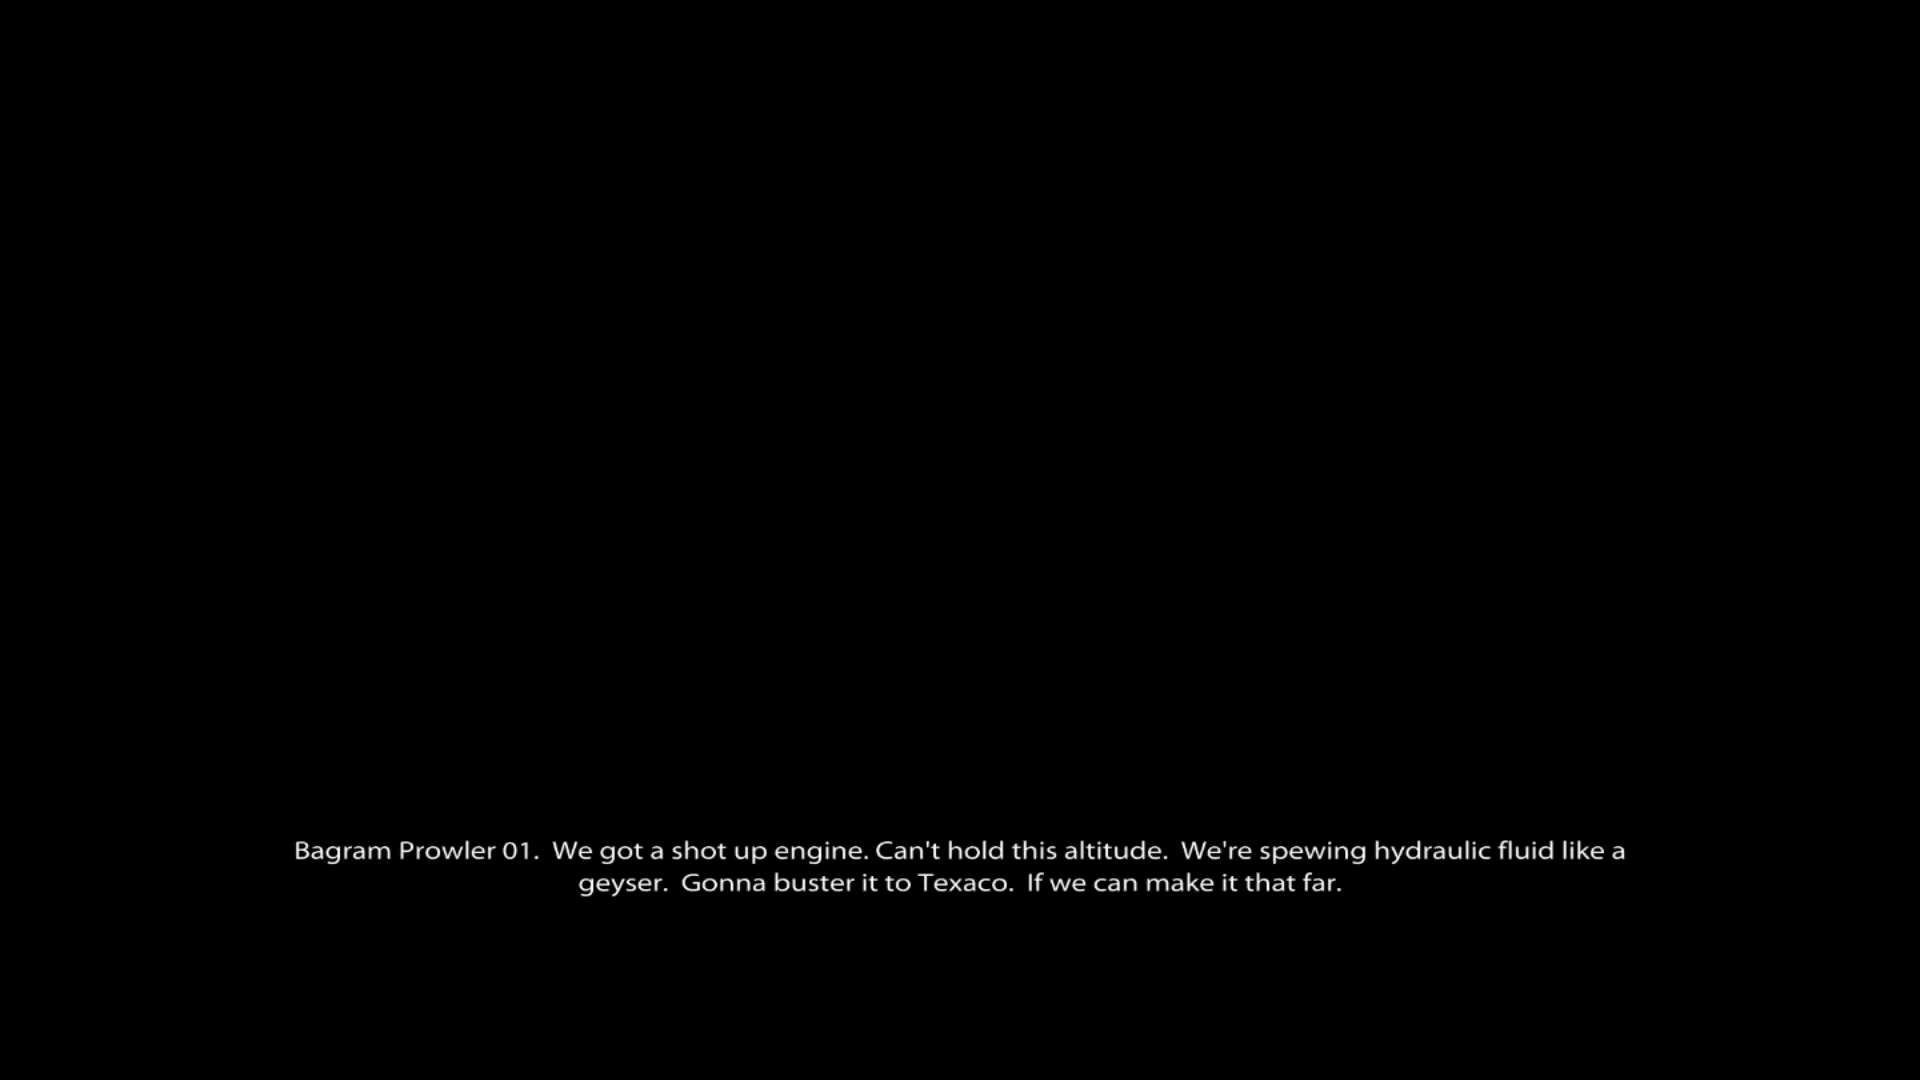 Bagram Prowler 01.  We got a shot up engine. Can't hold this altitude.  We're spewing hydraulic fluid like a
geyser.  Gonna buster it to Texaco.  If we can make it that far.